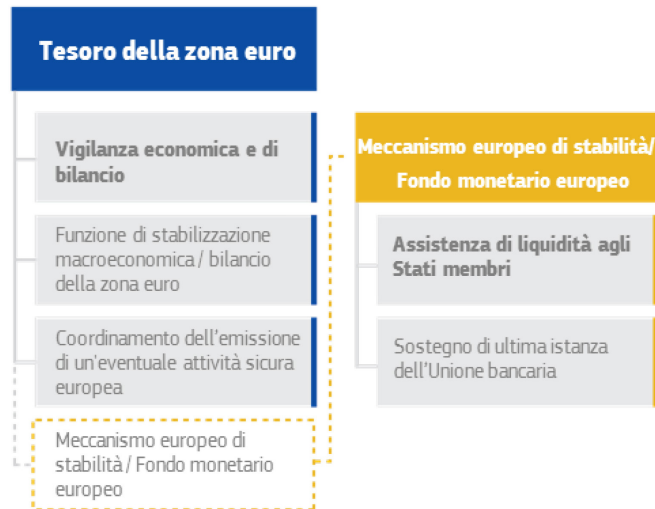 Tesoro della zona euro
Vigilanza economica e di
bilancio
Funzione di stabilizzazione
macroeconomica / bilancio
della zona euro
Coordinamento dell'emissione
di un'eventuale attività sicura
europea
Meccanismo europeo di
stabilità / Fondo monetario
europeo
Meccanismo europeo di stabilità/
Fondo monetario europeo
Assistenza di liquidità agli
Stati membri
Sostegno di ultima istanza
dell'Unione bancaria